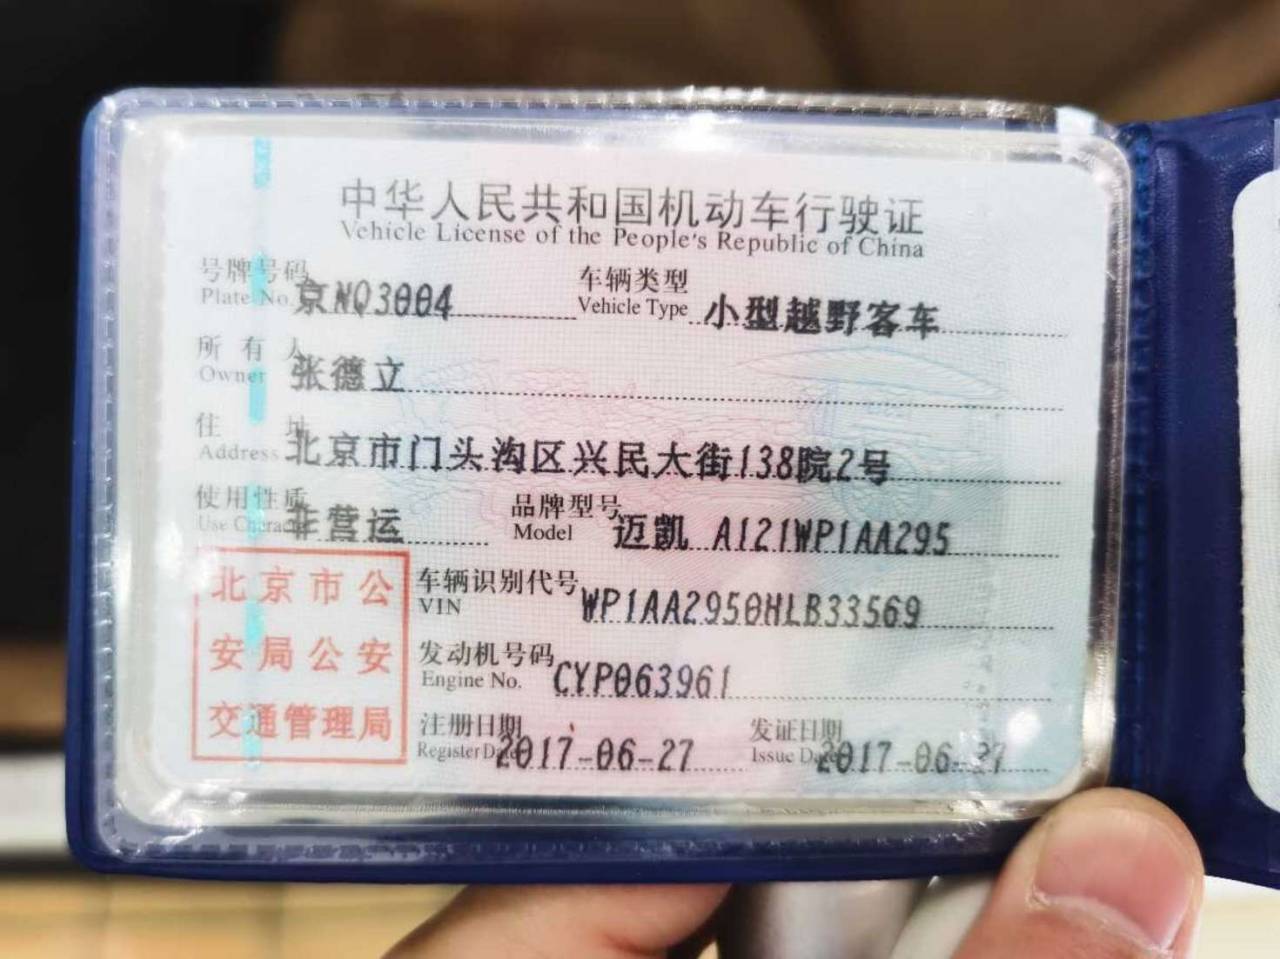 中华人民共和国机动车行驶证
Vehicle License of the People's Republic of China
号牌号码 京NQ3004 车辆类型 小型越野客车
Plate No. Vehicle Type
所有人 张德立
Owner
住址 北京市门头沟区兴民大街138院2号
Address
使用性质 非营运 品牌型号 迈凯 A121WP1AA295
Use Character Model
北京市公
安局公安
交通管理局
车辆识别代号 WP1AA2950HLB33569
VIN
发动机号码 CYP063961
Engine No.
注册日期 2017-06-27 发证日期 2017-06-27
Register Date Issue Date